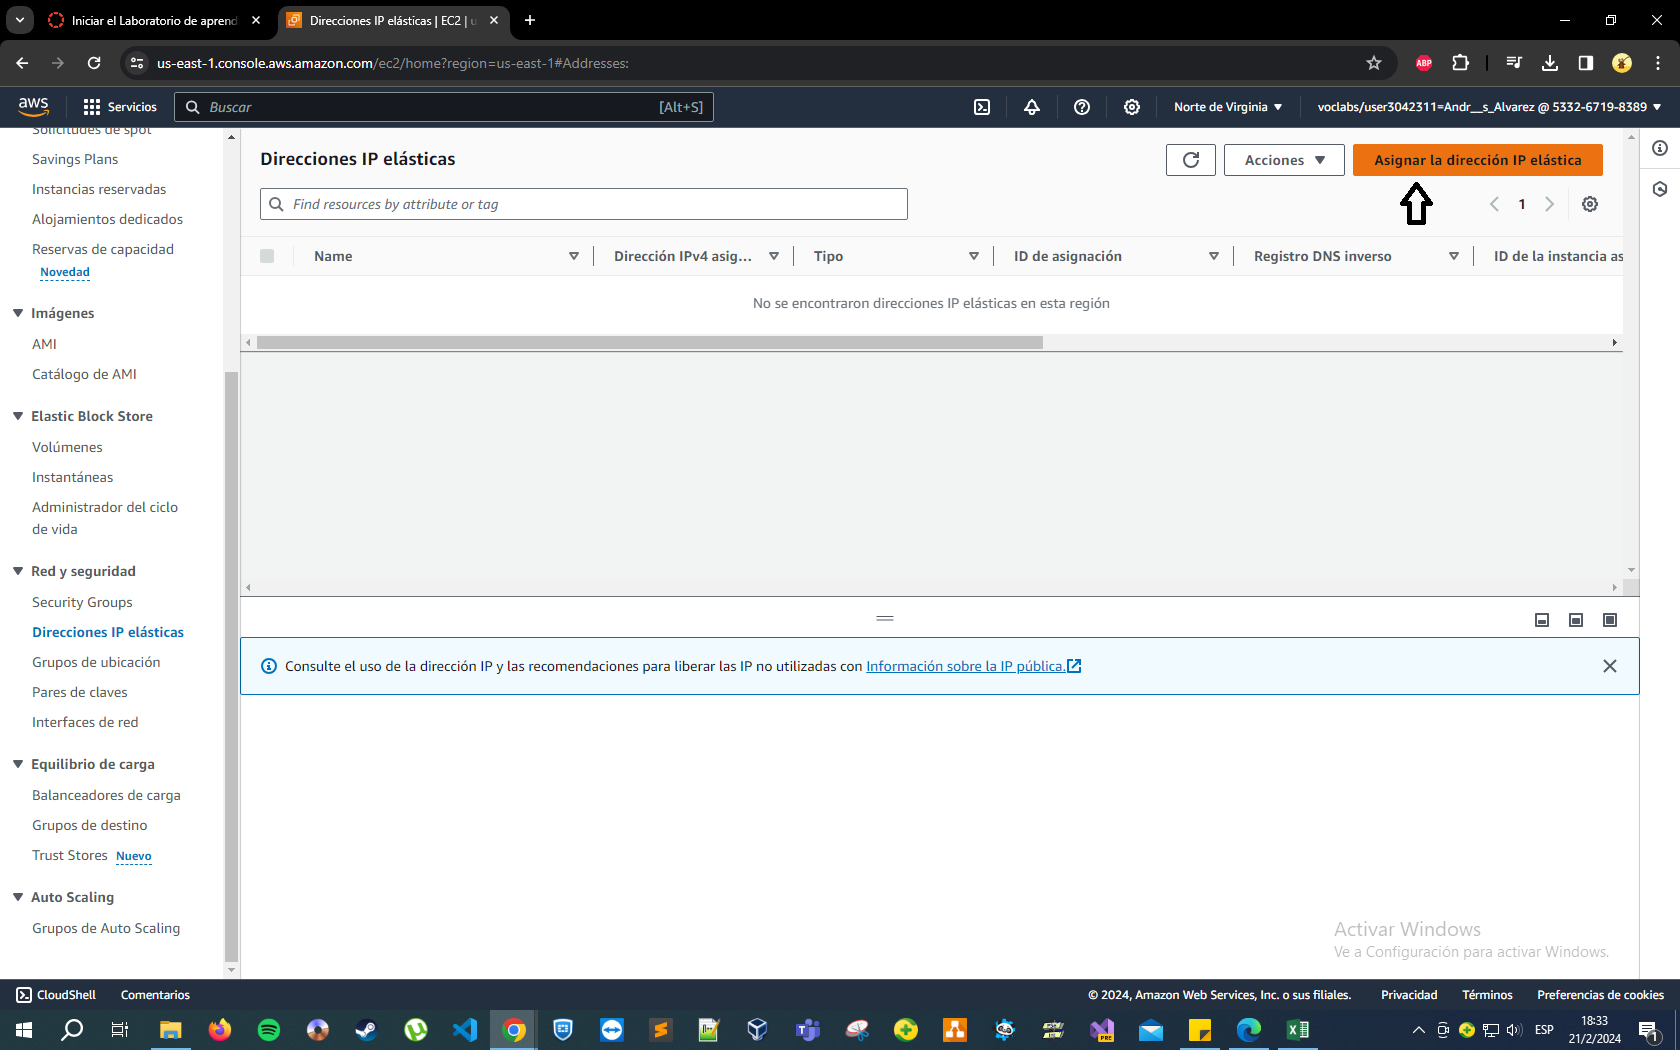 Iniciar el Laboratorio de aprend
Direcciones IP elásticas | EC2 | u
us-east-1.console.aws.amazon.com/ec2/home?region=us-east-1#Addresses:
ABP
aws
Servicios
Buscar
[Alt+S]
Norte de Virginia
voclabs/user3042311=Andr__s_Alvarez @ 5332-6719-8389
Solicitudes de spot
Savings Plans
Instancias reservadas
Alojamientos dedicados
Reservas de capacidad
Novedad
Imágenes
AMI
Catálogo de AMI
Elastic Block Store
Volúmenes
Instantáneas
Administrador del ciclo
de vida
Red y seguridad
Security Groups
Direcciones IP elásticas
Grupos de ubicación
Pares de claves
Interfaces de red
Equilibrio de carga
Balanceadores de carga
Grupos de destino
Trust Stores Nuevo
Auto Scaling
Grupos de Auto Scaling
Direcciones IP elásticas
Acciones
Asignar la dirección IP elástica
Find resources by attribute or tag
1
Name
Dirección IPv4 asig...
Tipo
ID de asignación
Registro DNS inverso
ID de la instancia as
No se encontraron direcciones IP elásticas en esta región
Consulte el uso de la dirección IP y las recomendaciones para liberar las IP no utilizadas con Información sobre la IP pública.
Activar Windows
Ve a Configuración para activar Windows.
CloudShell
Comentarios
© 2024, Amazon Web Services, Inc. o sus filiales.
Privacidad
Términos
Preferencias de cookies
PRE
ESP
18:33
21/2/2024
1